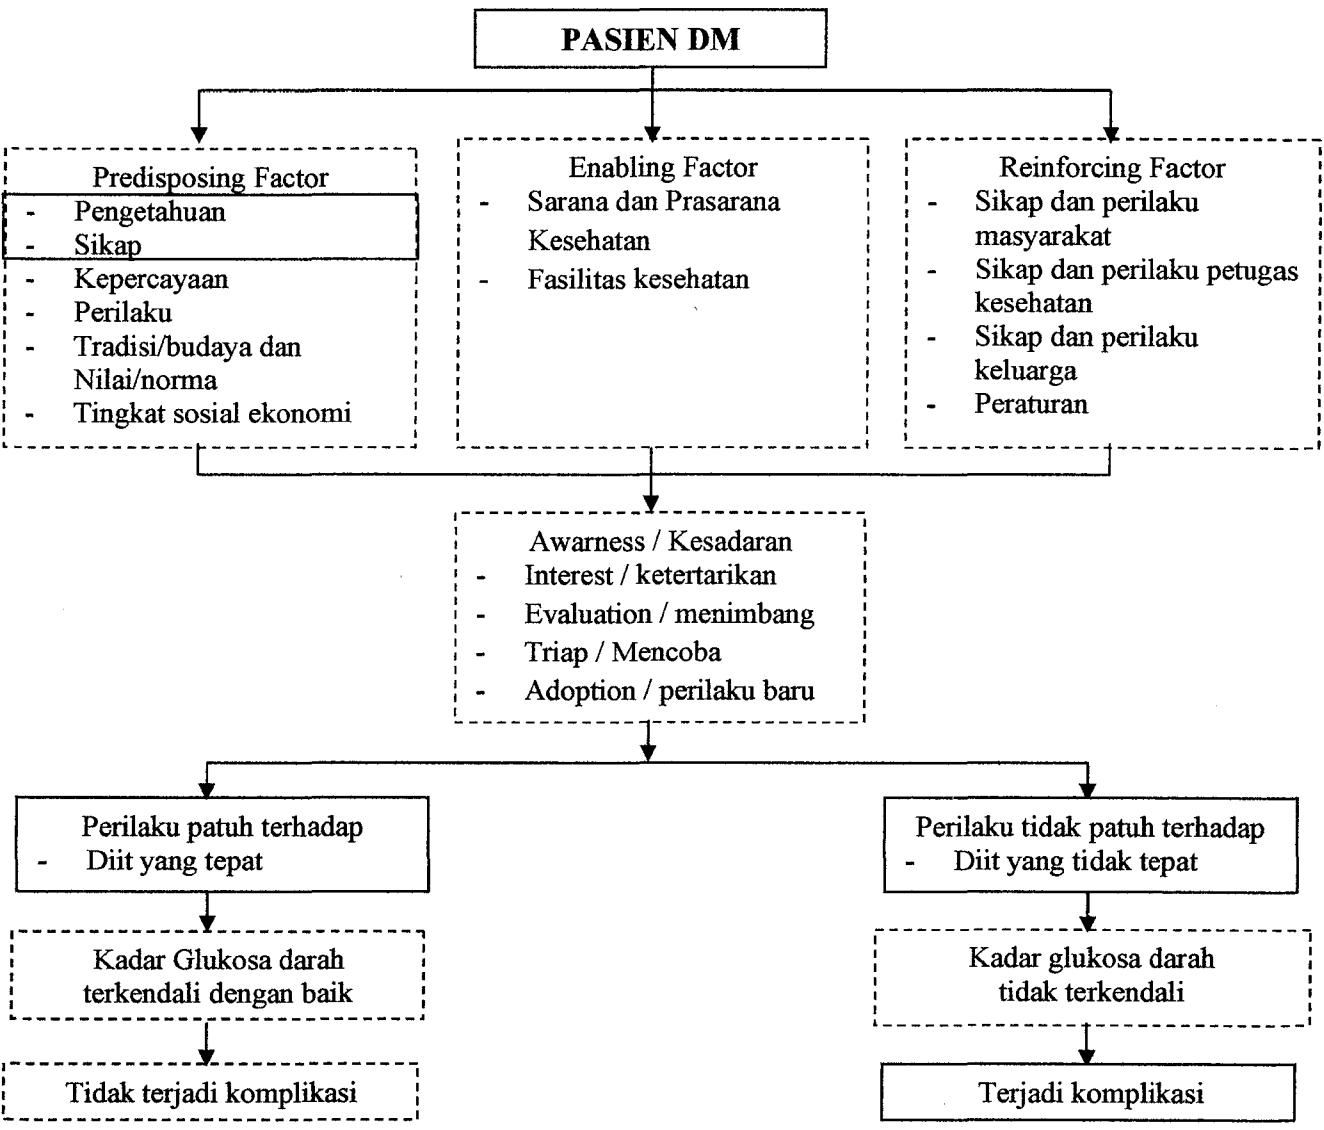 PASIEN DM
Predisposing Factor
- Pengetahuan
- Sikap
- Kepercayaan
- Perilaku
- Tradisi/budaya dan
Nilai/norma
- Tingkat sosial ekonomi
Enabling Factor
- Sarana dan Prasarana
Kesehatan
- Fasilitas kesehatan
Reinforcing Factor
- Sikap dan perilaku
masyarakat
- Sikap dan perilaku petugas
kesehatan
- Sikap dan perilaku
keluarga
- Peraturan
Awarness / Kesadaran
- Interest / ketertarikan
- Evaluation / menimbang
- Triap / Mencoba
- Adoption / perilaku baru
Perilaku patuh terhadap
- Diit yang tepat
Kadar Glukosa darah
terkendali dengan baik
Tidak terjadi komplikasi
Perilaku tidak patuh terhadap
- Diit yang tidak tepat
Kadar glukosa darah
tidak terkendali
Terjadi komplikasi